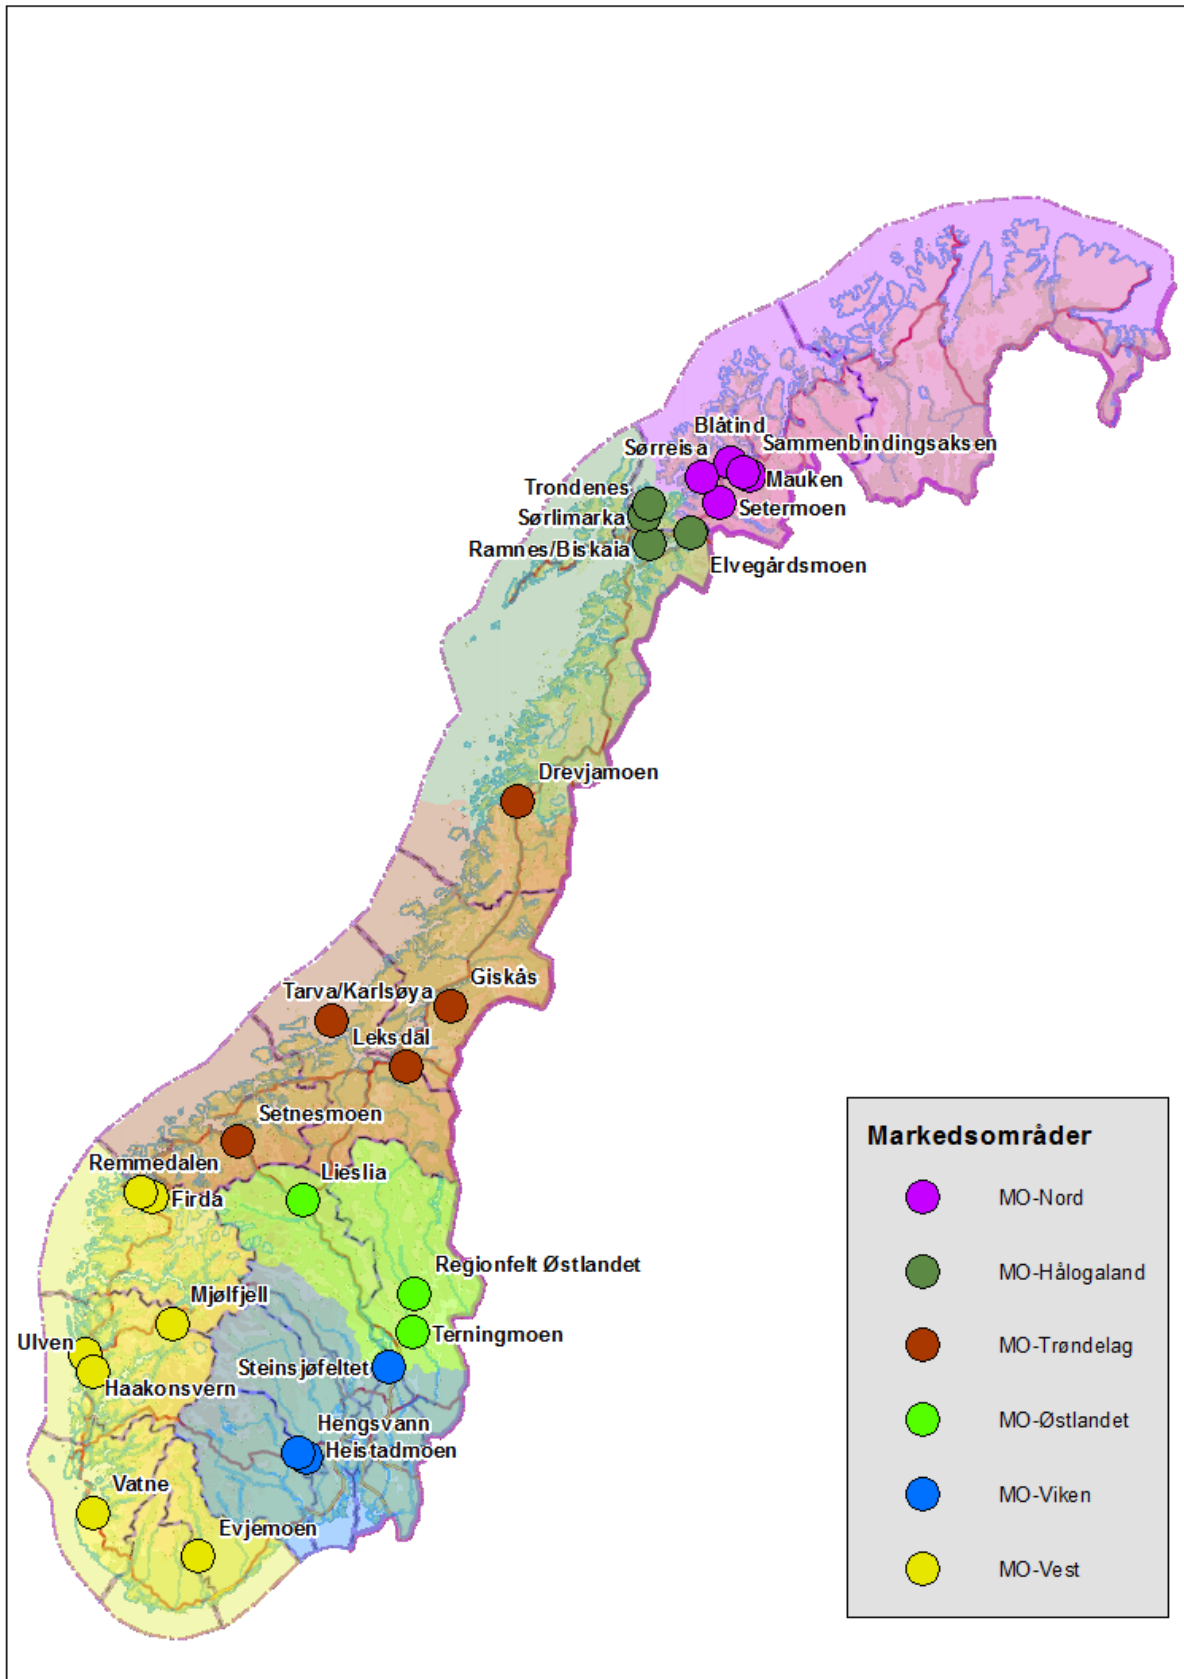 Blåtind
Sammenbindingsaksen
Sørreisa
Mauken
Trondenes
Setermoen
Sørlimarka
Ramnes/Biskaia
Elvegårdsmoen
Drevjamoen
Giskås
Tarva/Karlsøya
Leksdal
Setnesmoen
Remmedalen
Lieslia
Firda
Regionfelt Østlandet
Mjølfjell
Terningmoen
Ulven
Steinsjøfeltet
Haakonsvern
Hengsvann
Heistadmoen
Vatne
Evjemoen
Markedsområder
MO-Nord
MO-Hålogaland
MO-Trøndelag
MO-Østlandet
MO-Viken
MO-Vest